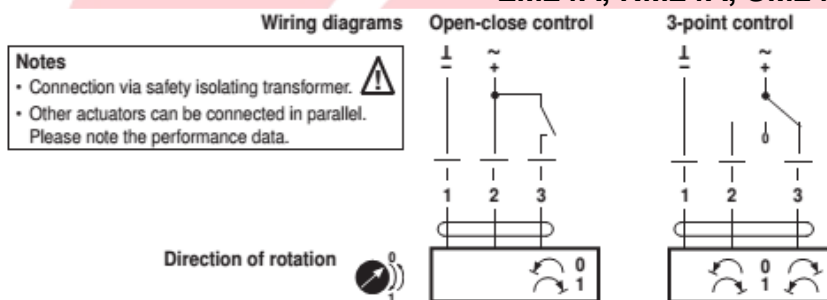 Wiring diagrams Open-close control 3-point control
Notes
• Connection via safety isolating transformer.
• Other actuators can be connected in parallel.
Please note the performance data.
⊥ ~ ⊥ ~
– + – +
0
1 2 3 1 2 3
Direction of rotation 0 0 0
1 1 1